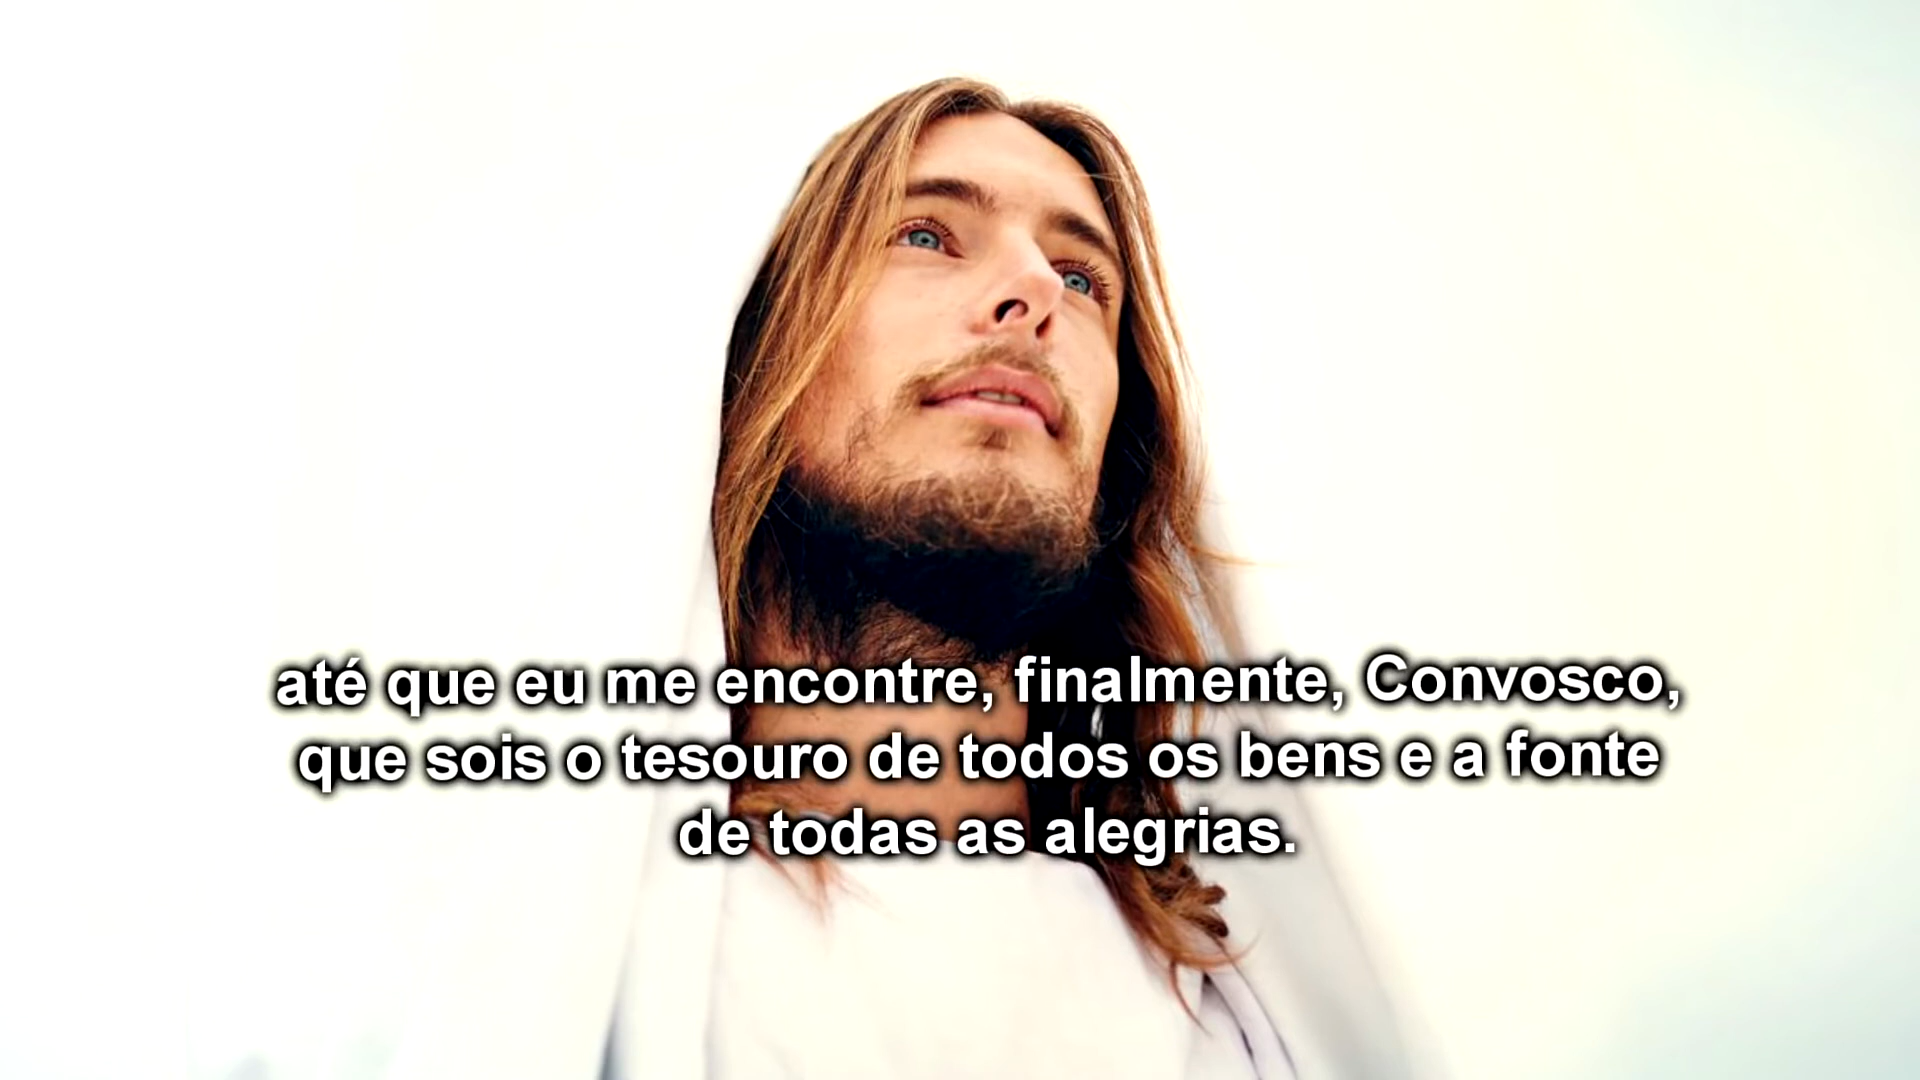 até que eu me encontre, finalmente, Convosco,
que sois o tesouro de todos os bens e a fonte
de todas as alegrias.